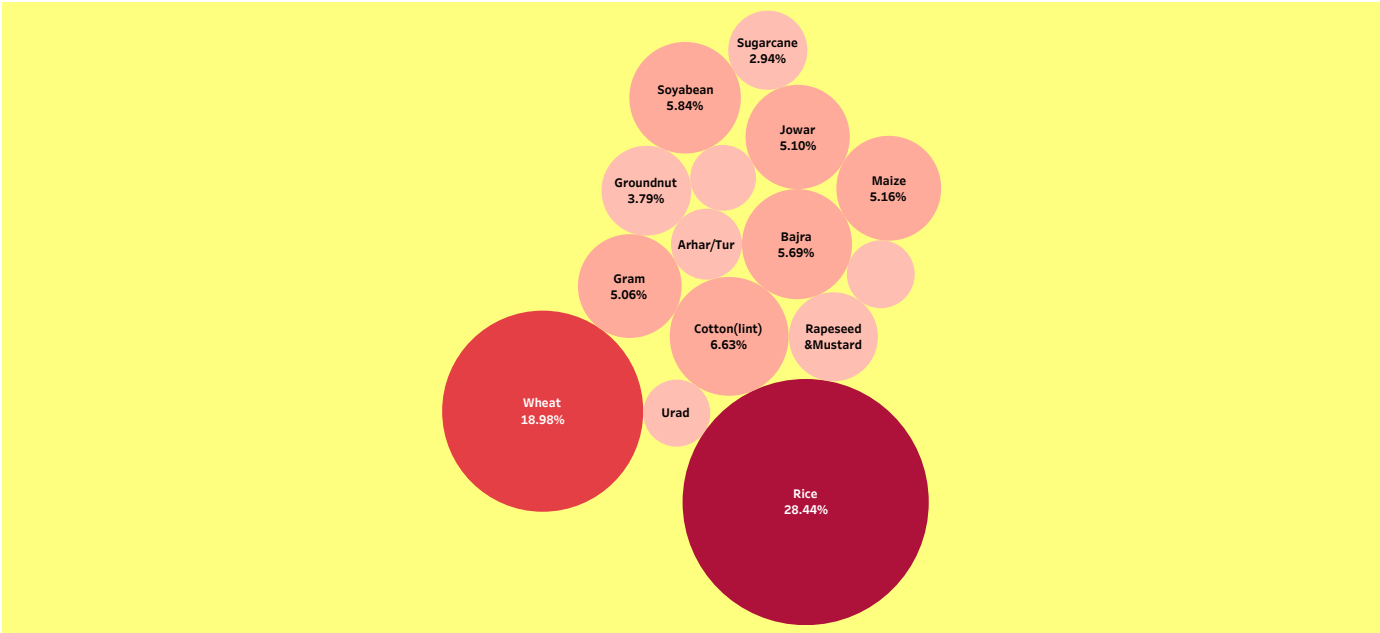 Sugarcane
2.94%
Soyabean
5.84%
Jowar
5.10%
Maize
5.16%
Groundnut
3.79%
Arhar/Tur
Bajra
5.69%
Gram
5.06%
Cotton(lint)
6.63%
Rapeseed
&Mustard
Wheat
18.98%
Urad
Rice
28.44%